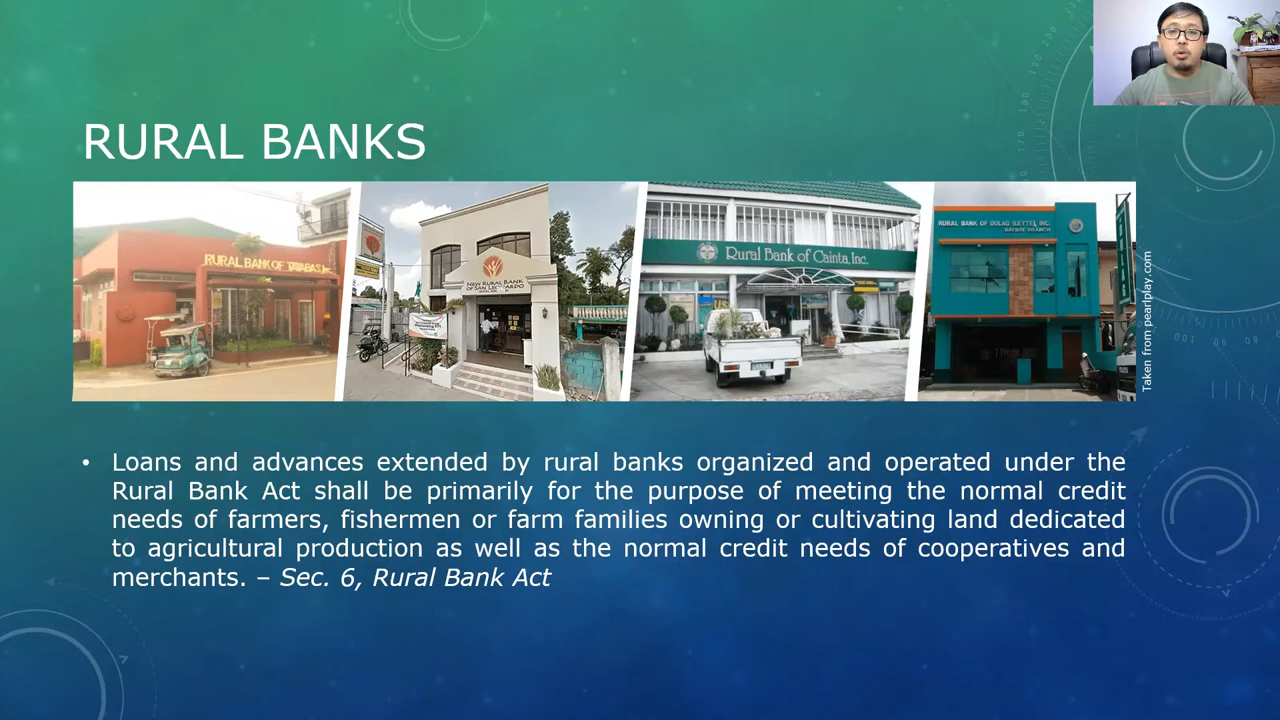 RURAL BANKS
RURAL BANK OF TAYABAS, Inc.
NEW RURAL BANK
OF SAN LEONARDO
Rural Bank of Cainta, Inc.
RURAL BANK OF DULAG (LEYTE), INC.
BAYBAY BRANCH
Taken from pearlplay.com
• Loans and advances extended by rural banks organized and operated under the
Rural Bank Act shall be primarily for the purpose of meeting the normal credit
needs of farmers, fishermen or farm families owning or cultivating land dedicated
to agricultural production as well as the normal credit needs of cooperatives and
merchants. – Sec. 6, Rural Bank Act